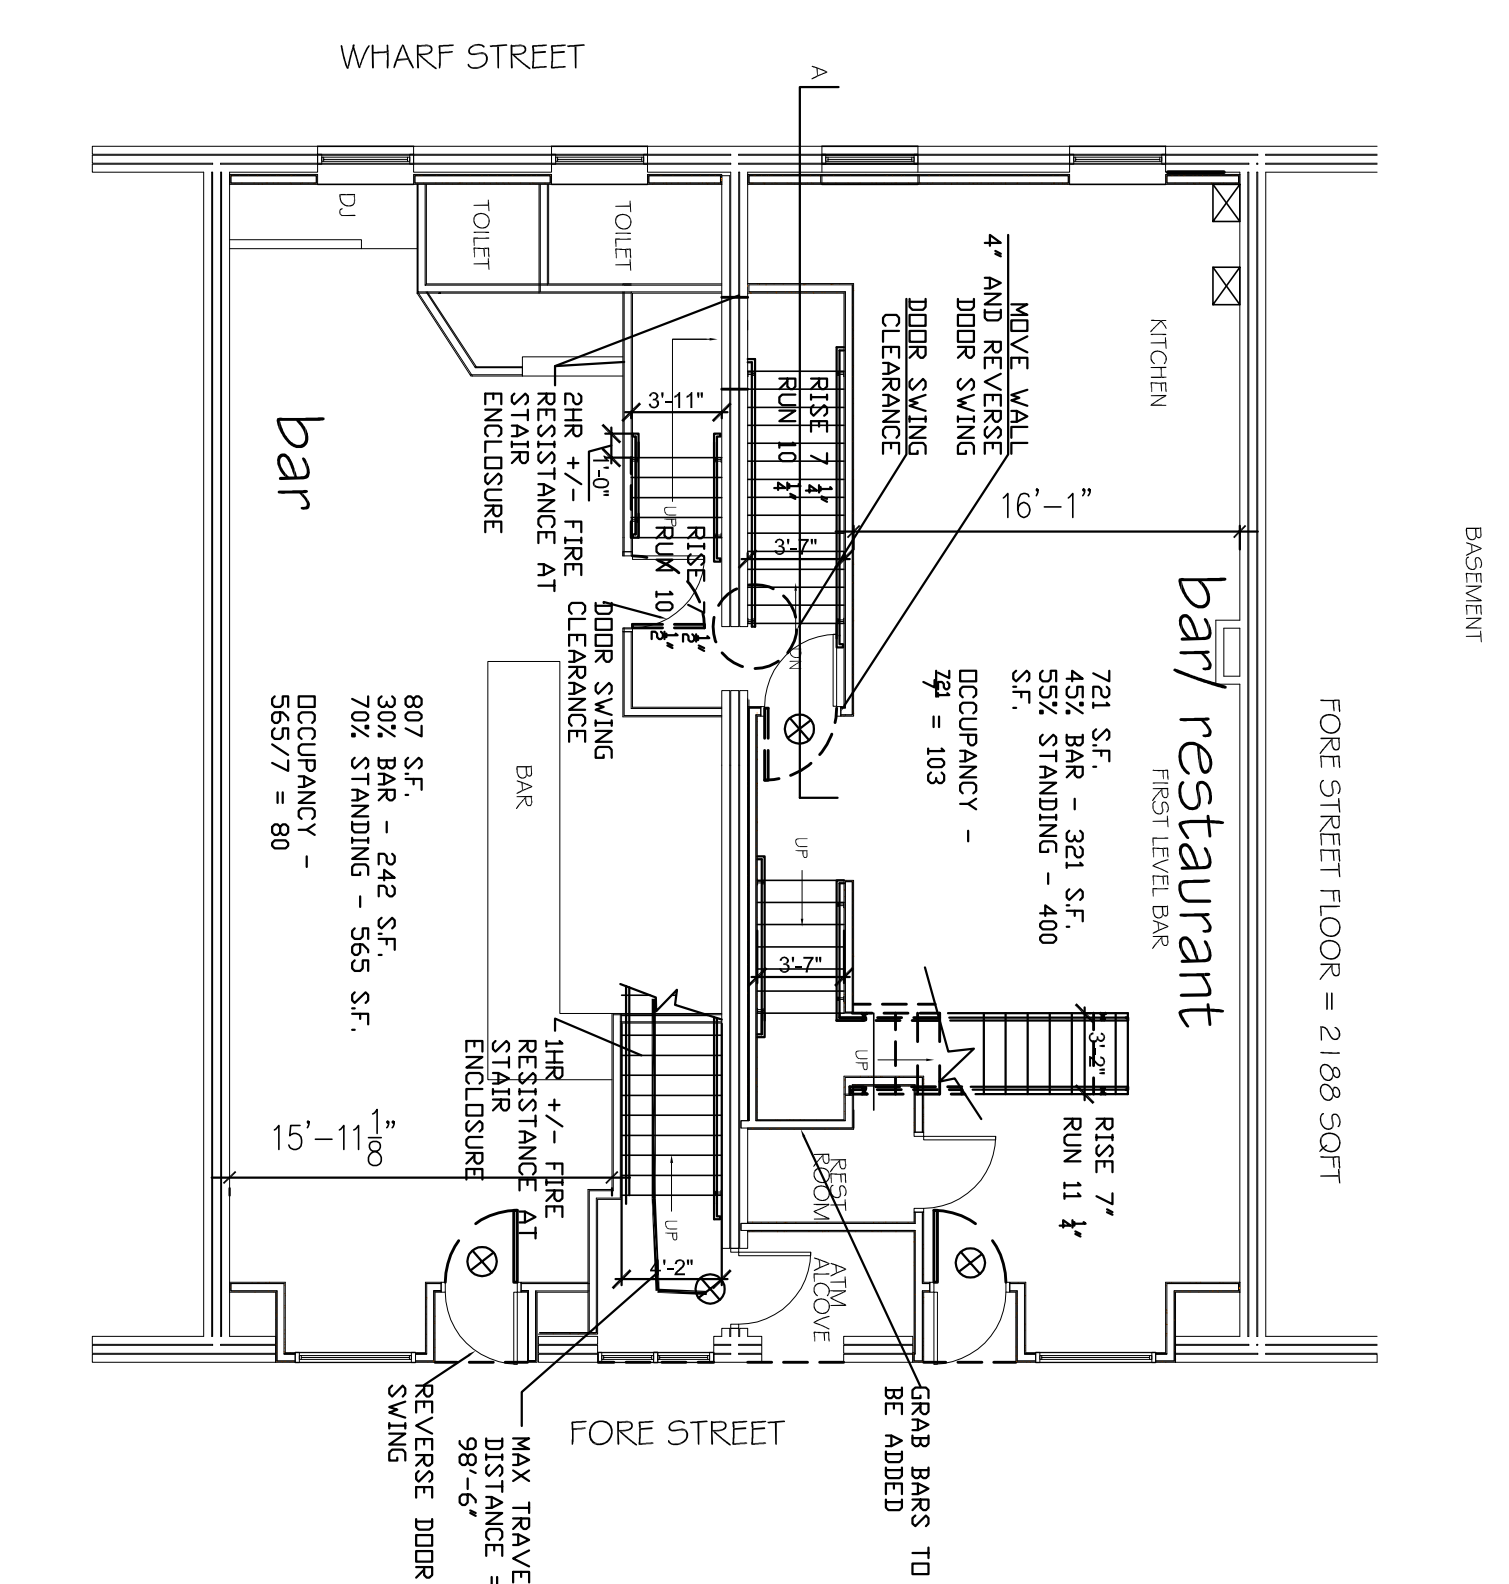 WHARF STREET
A
DJ
TOILET
TOILET
KITCHEN
MOVE WALL
4" AND REVERSE
DOOR SWING
DOOR SWING
CLEARANCE
RISE 7 1/4"
RUN 10 1/4"
3'-11"
2HR +/- FIRE
RESISTANCE AT
STAIR
ENCLOSURE
1'-0"
bar
UP
RISE 7 1/2"
RUN 10 1/2"
3'-7"
16'-1"
BASEMENT
DOOR SWING
CLEARANCE
DN
bar/ restaurant
FIRST LEVEL BAR
721 S.F.
45% BAR - 321 S.F.
55% STANDING - 400
S.F.
OCCUPANCY -
721
7 = 103
FORE STREET FLOOR = 2188 SQFT
807 S.F.
30% BAR - 242 S.F.
70% STANDING - 565 S.F.
OCCUPANCY -
565/7 = 80
BAR
UP
3'-7"
UP
3'-2"
RISE 7"
RUN 11 1/4"
1HR +/- FIRE
RESISTANCE AT
STAIR
ENCLOSURE
15'-11 1/8"
UP
4'-2"
REST
ROOM
ATM
ALCOVE
FORE STREET
GRAB BARS TO
BE ADDED
REVERSE DOOR
SWING
MAX TRAVE
DISTANCE =
98'-6"